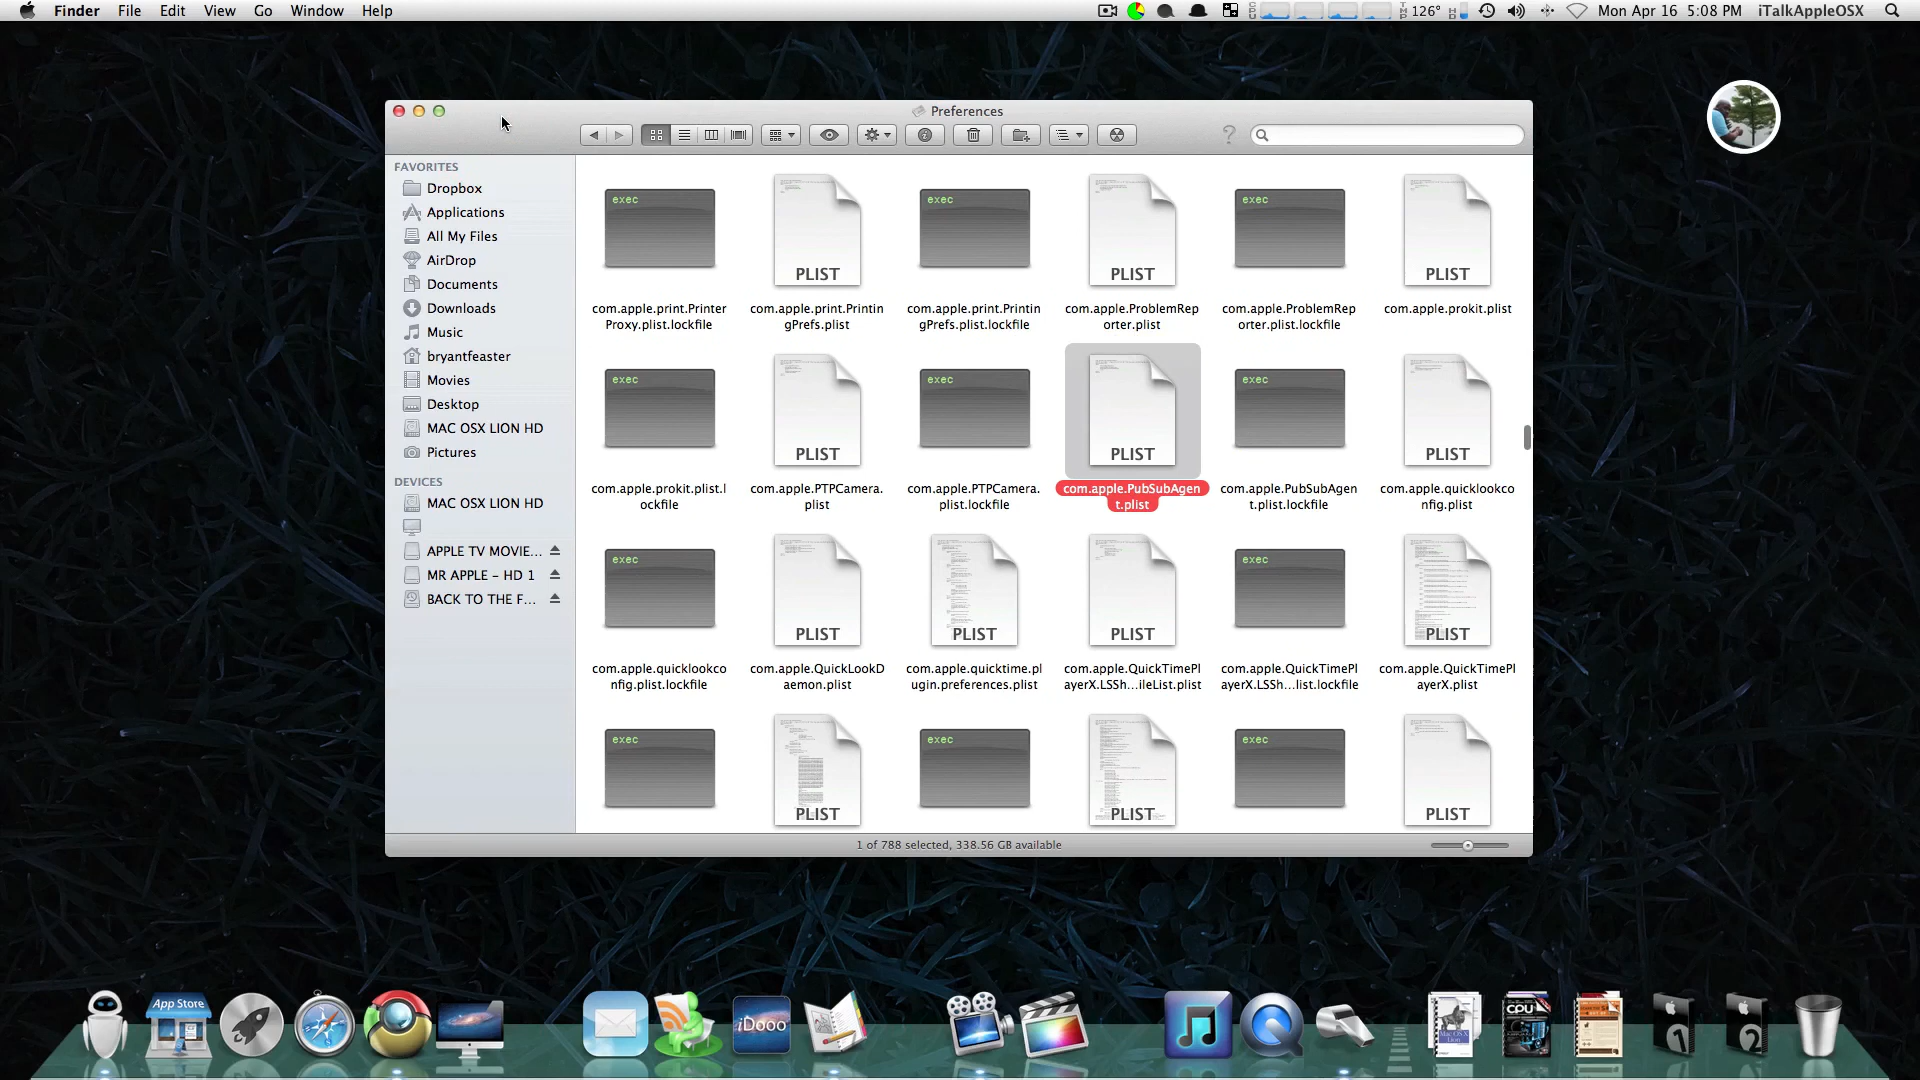 Finder File Edit View Go Window Help 126° Mon Apr 16 5:08 PM iTalkAppleOSX
Preferences
FAVORITES
Dropbox
Applications
All My Files
AirDrop
Documents
Downloads
Music
bryantfeaster
Movies
Desktop
MAC OSX LION HD
Pictures
DEVICES
MAC OSX LION HD
APPLE TV MOVIE...
MR APPLE – HD 1
BACK TO THE F...
exec PLIST exec PLIST exec PLIST
com.apple.print.Printer com.apple.print.Printin com.apple.print.Printin com.apple.ProblemRep com.apple.ProblemRep com.apple.prokit.plist
Proxy.plist.lockfile gPrefs.plist gPrefs.plist.lockfile orter.plist orter.plist.lockfile
exec PLIST exec PLIST exec PLIST
com.apple.prokit.plist.l com.apple.PTPCamera. com.apple.PTPCamera. com.apple.PubSubAgen com.apple.PubSubAgen com.apple.quicklookco
ockfile plist plist.lockfile t.plist t.plist.lockfile nfig.plist
exec PLIST PLIST PLIST exec PLIST
com.apple.quicklookco com.apple.QuickLookD com.apple.quicktime.pl com.apple.QuickTimePl com.apple.QuickTimePl com.apple.QuickTimePl
nfig.plist.lockfile aemon.plist ugin.preferences.plist ayerX.LSSh...ileList.plist ayerX.LSSh...list.lockfile ayerX.plist
exec PLIST exec PLIST exec PLIST
1 of 788 selected, 338.56 GB available
App Store
iDooo
Mac OS X
Lion
CPU
1
2